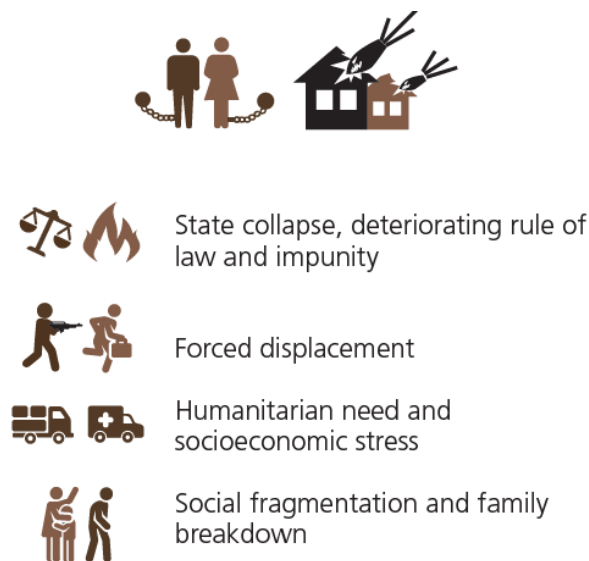 State collapse, deteriorating rule of
law and impunity
Forced displacement
Humanitarian need and
socioeconomic stress
Social fragmentation and family
breakdown